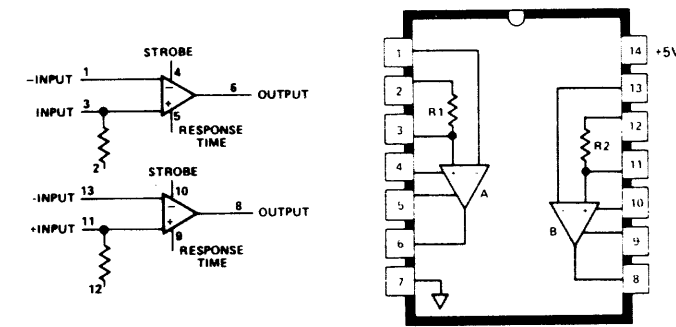 STROBE
-INPUT 1 4 6 OUTPUT
-
+
INPUT 3 5
RESPONSE
TIME
2
STROBE
-INPUT 13 10 8 OUTPUT
-
+
+INPUT 11 9
RESPONSE
TIME
12
1 14 +5V
2 13
R1 12
3 R2 11
4 10
A
5 B 9
6 8
7